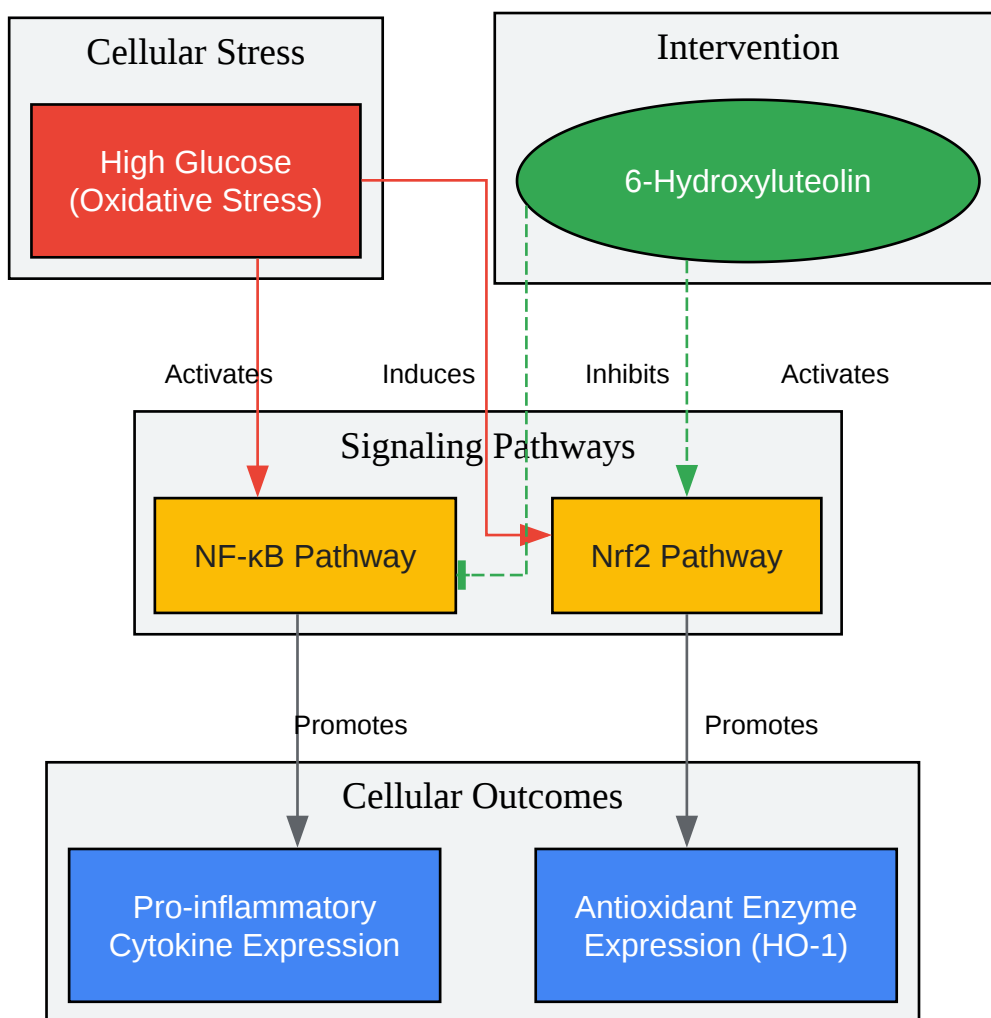 Cellular Stress
Intervention
High Glucose
(Oxidative Stress)
6-Hydroxyluteolin
Activates
Induces
Inhibits
Activates
Signaling Pathways
NF-κB Pathway
Nrf2 Pathway
Promotes
Promotes
Cellular Outcomes
Pro-inflammatory
Cytokine Expression
Antioxidant Enzyme
Expression (HO-1)